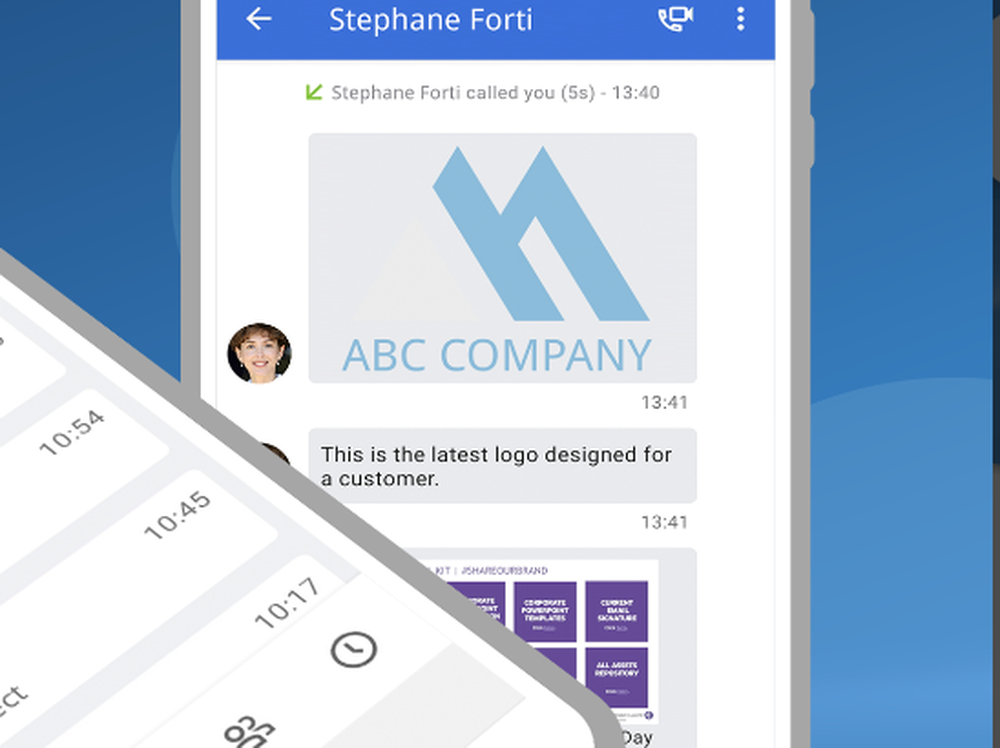 Stephane Forti
Stephane Forti called you (5s) - 13:40
ABC COMPANY
13:41
This is the latest logo designed for
a customer.
13:41
KIT | #SHAREOURBRAND
CORPORATE
POWERPOINT
TEMPLATES
CURRENT
EMAIL
SIGNATURE
ALL ASSETS
REPOSITORY
Day
10:54
10:45
10:17
ect